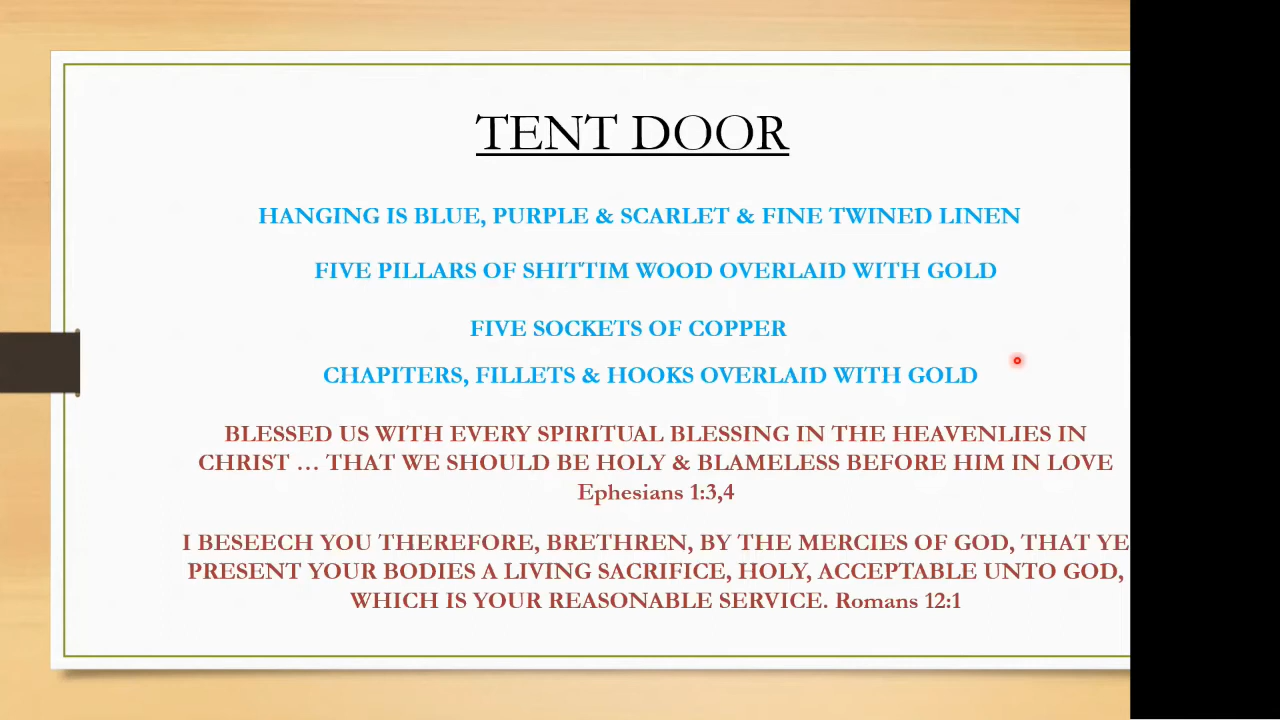 TENT DOOR
HANGING IS BLUE, PURPLE & SCARLET & FINE TWINED LINEN
FIVE PILLARS OF SHITTIM WOOD OVERLAID WITH GOLD
FIVE SOCKETS OF COPPER
CHAPITERS, FILLETS & HOOKS OVERLAID WITH GOLD
BLESSED US WITH EVERY SPIRITUAL BLESSING IN THE HEAVENLIES IN
CHRIST … THAT WE SHOULD BE HOLY & BLAMELESS BEFORE HIM IN LOVE
Ephesians 1:3,4
I BESEECH YOU THEREFORE, BRETHREN, BY THE MERCIES OF GOD, THAT YE
PRESENT YOUR BODIES A LIVING SACRIFICE, HOLY, ACCEPTABLE UNTO GOD,
WHICH IS YOUR REASONABLE SERVICE. Romans 12:1